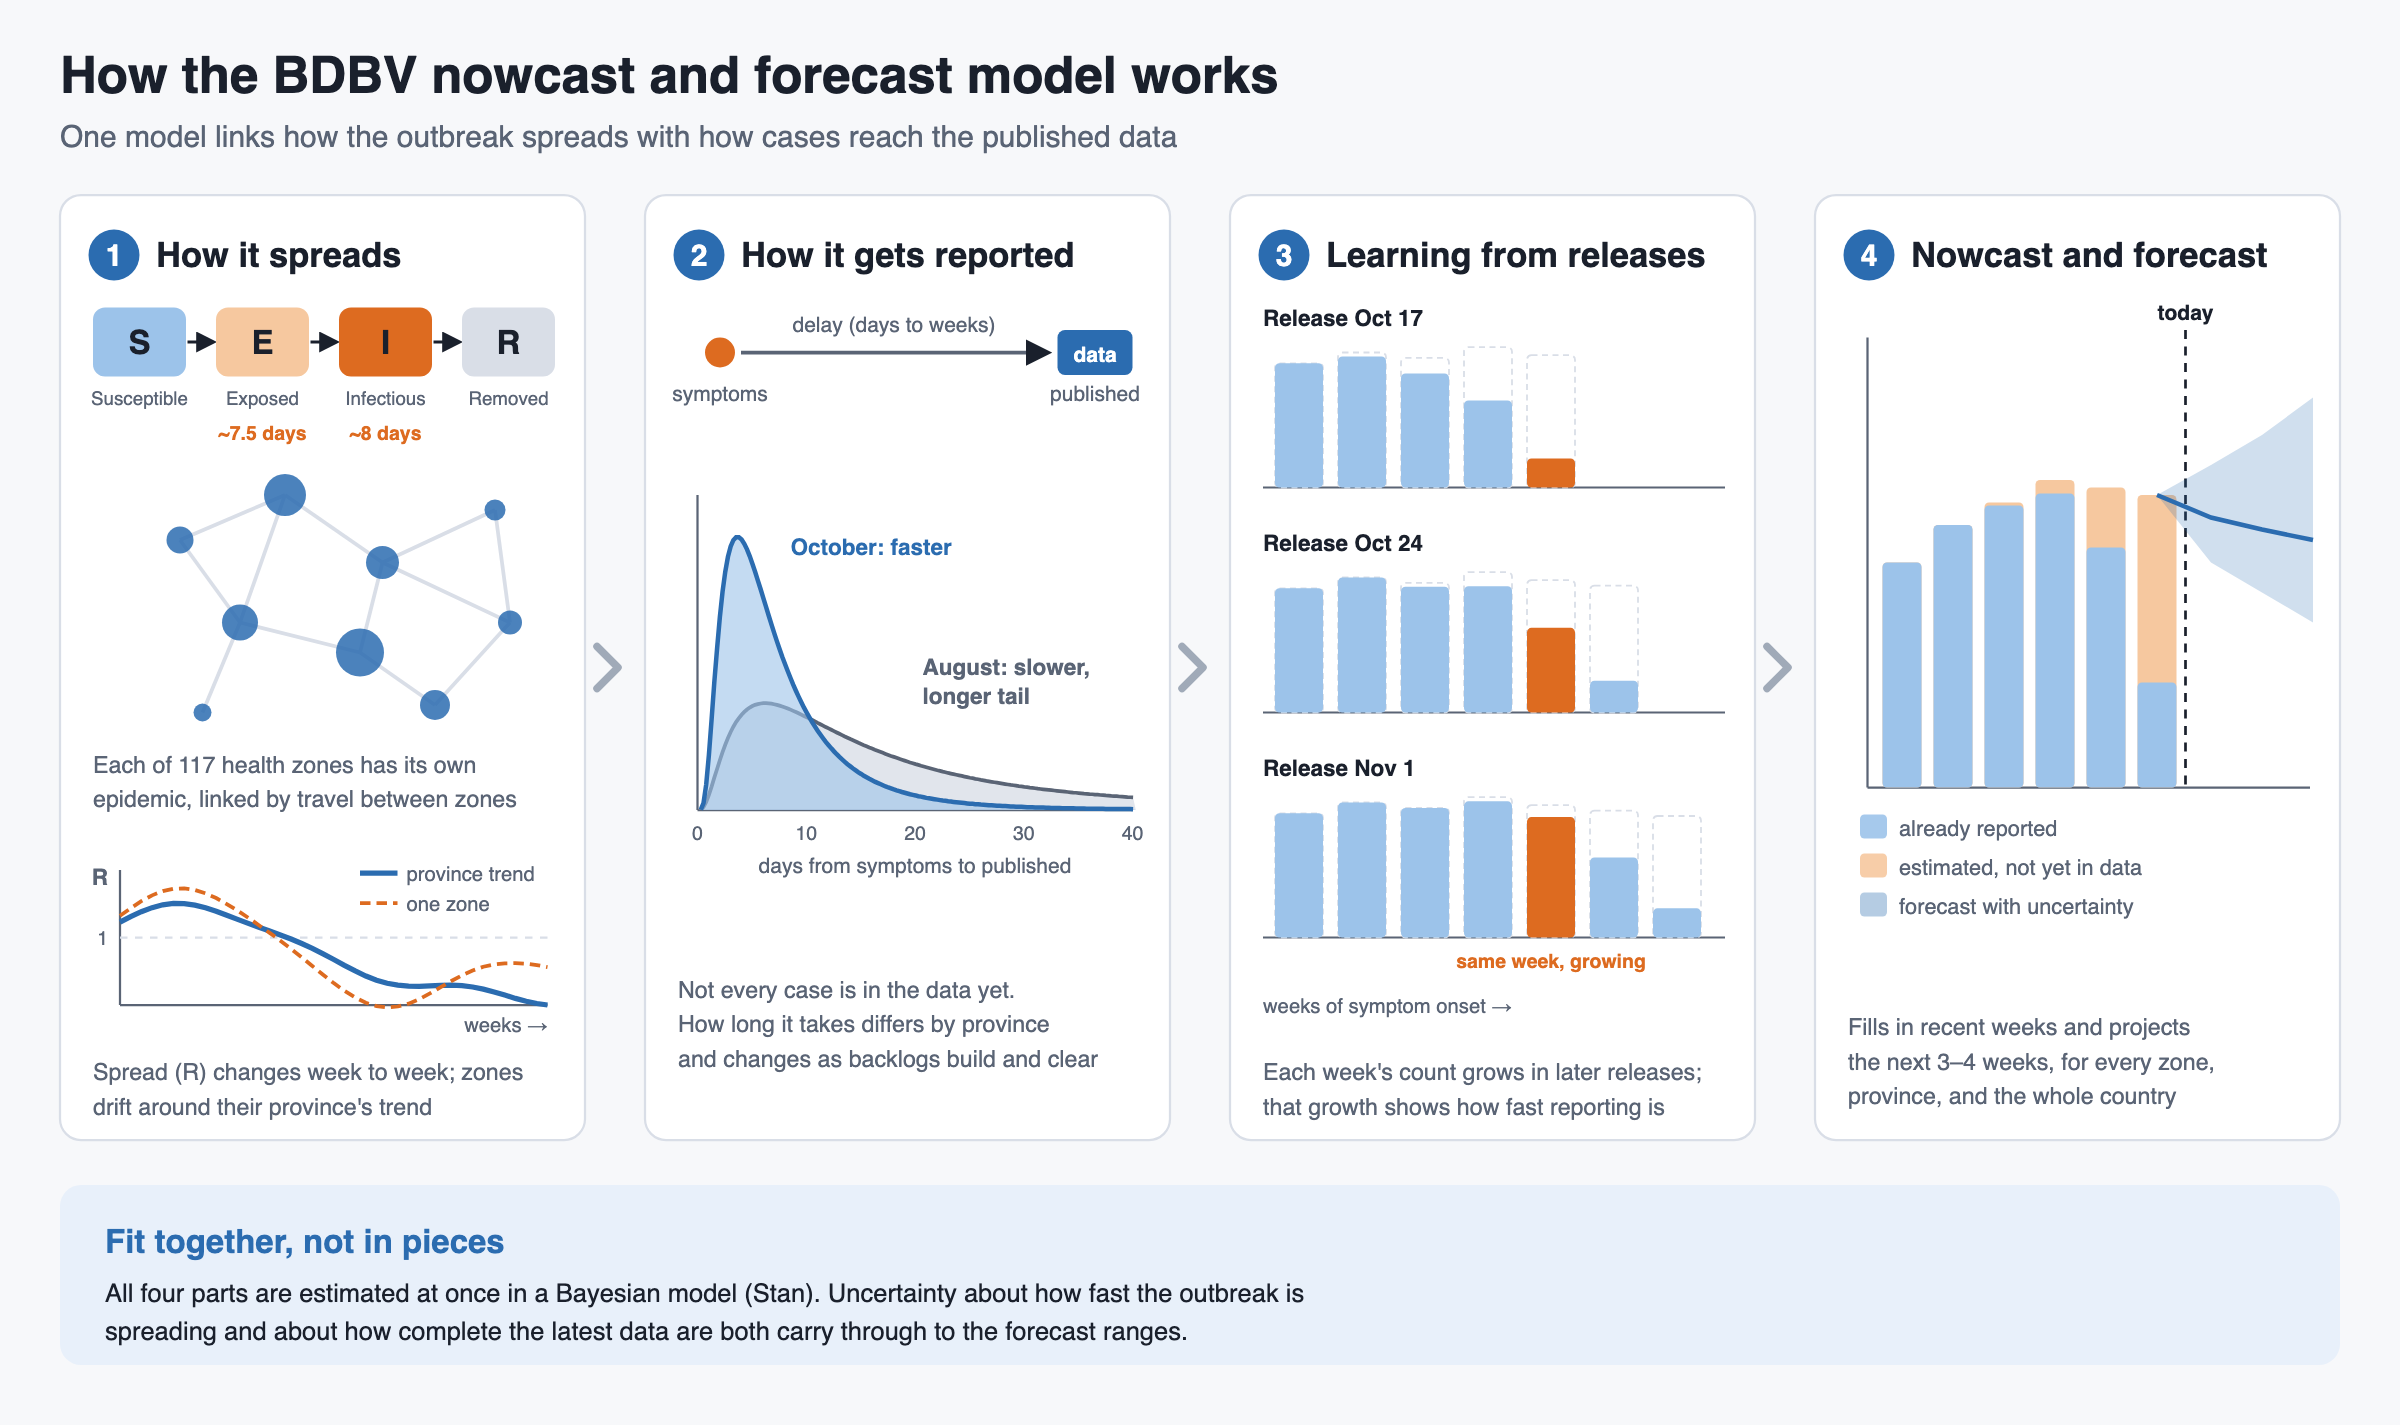 How the BDBV nowcast and forecast model works
One model links how the outbreak spreads with how cases reach the published data
1 How it spreads
S E I R
Susceptible Exposed Infectious Removed
~7.5 days ~8 days
Each of 117 health zones has its own
epidemic, linked by travel between zones
R
province trend
one zone
1
weeks →
Spread (R) changes week to week; zones
drift around their province's trend
2 How it gets reported
delay (days to weeks)
data
symptoms published
October: faster
August: slower,
longer tail
0 10 20 30 40
days from symptoms to published
Not every case is in the data yet.
How long it takes differs by province
and changes as backlogs build and clear
3 Learning from releases
Release Oct 17
Release Oct 24
Release Nov 1
same week, growing
weeks of symptom onset →
Each week's count grows in later releases;
that growth shows how fast reporting is
4 Nowcast and forecast
today
already reported
estimated, not yet in data
forecast with uncertainty
Fills in recent weeks and projects
the next 3–4 weeks, for every zone,
province, and the whole country
Fit together, not in pieces
All four parts are estimated at once in a Bayesian model (Stan). Uncertainty about how fast the outbreak is
spreading and about how complete the latest data are both carry through to the forecast ranges.